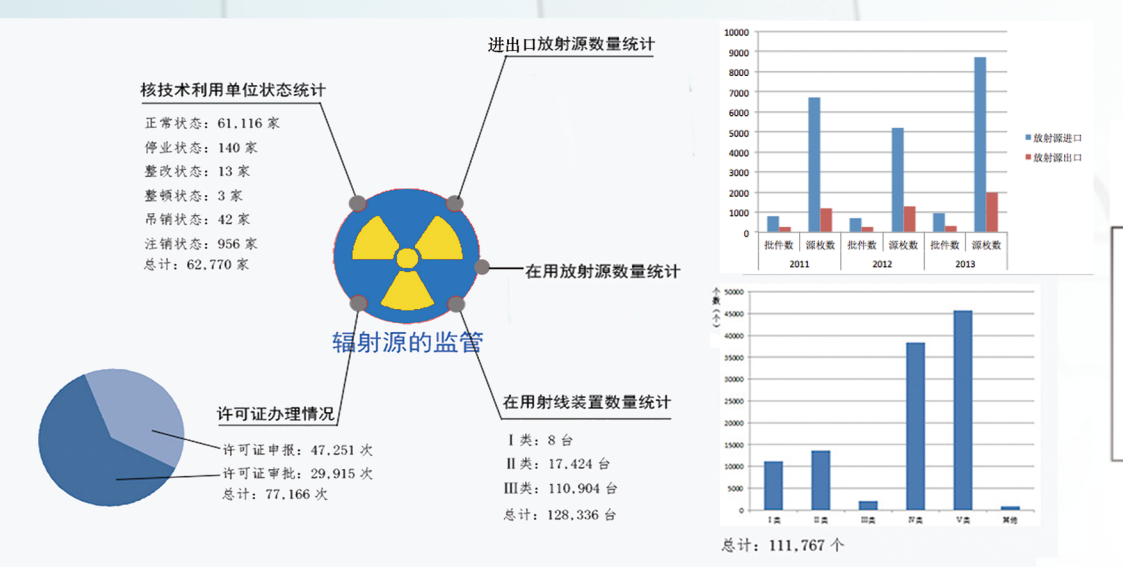 进出口放射源数量统计
核技术利用单位状态统计
正常状态: 61,116 家
停业状态: 140 家
整改状态: 13 家
整顿状态: 3 家
吊销状态: 42 家
注销状态: 956 家
总计: 62,770 家
在用放射源数量统计
辐射源的监管
许可证办理情况
许可证申报: 47,251 次
许可证审批: 29,915 次
总计: 77,166 次
在用射线装置数量统计
Ⅰ类: 8 台
Ⅱ类: 17,424 台
Ⅲ类: 110,904 台
总计: 128,336 台
10000
9000
8000
7000
6000
5000
4000
3000
2000
1000
0
放射源进口
放射源出口
批件数 源枚数 批件数 源枚数 批件数 源枚数
2011 2012 2013
个数(个)
50000
45000
40000
35000
30000
25000
20000
15000
10000
5000
0
Ⅰ类 Ⅱ类 Ⅲ类 Ⅳ类 Ⅴ类 其他
总计: 111,767 个